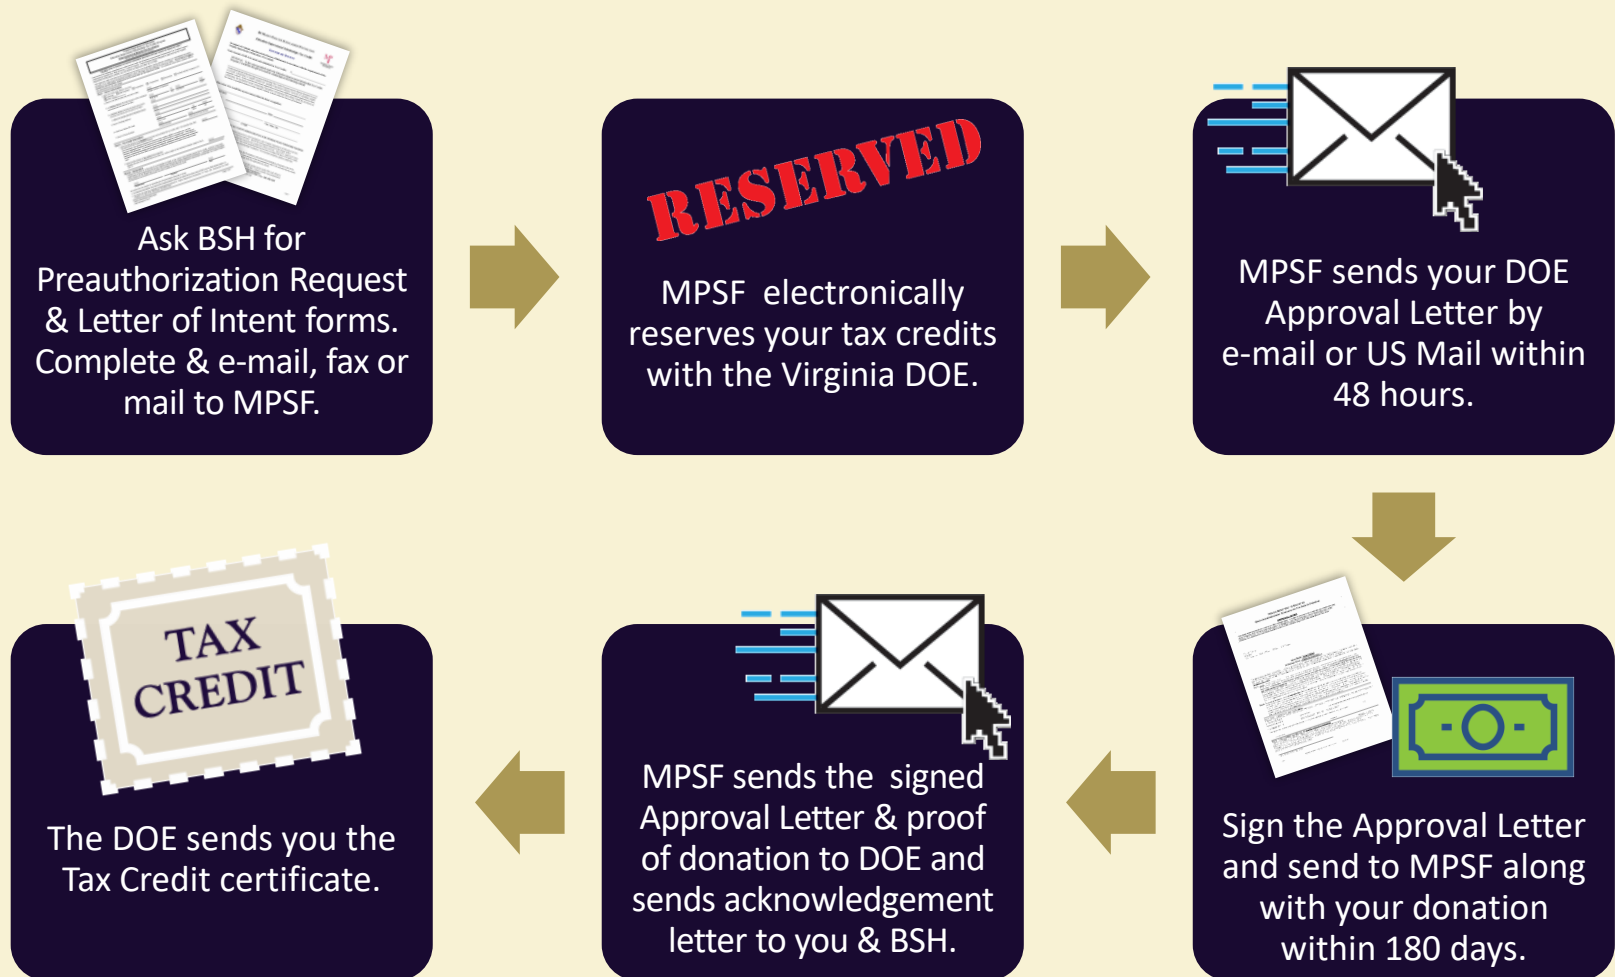 Ask BSH for
Preauthorization Request
& Letter of Intent forms.
Complete & e-mail, fax or
mail to MPSF.
RESERVED
MPSF electronically
reserves your tax credits
with the Virginia DOE.
MPSF sends your DOE
Approval Letter by
e-mail or US Mail within
48 hours.
Sign the Approval Letter
and send to MPSF along
with your donation
within 180 days.
MPSF sends the signed
Approval Letter & proof
of donation to DOE and
sends acknowledgement
letter to you & BSH.
TAX
CREDIT
The DOE sends you the
Tax Credit certificate.